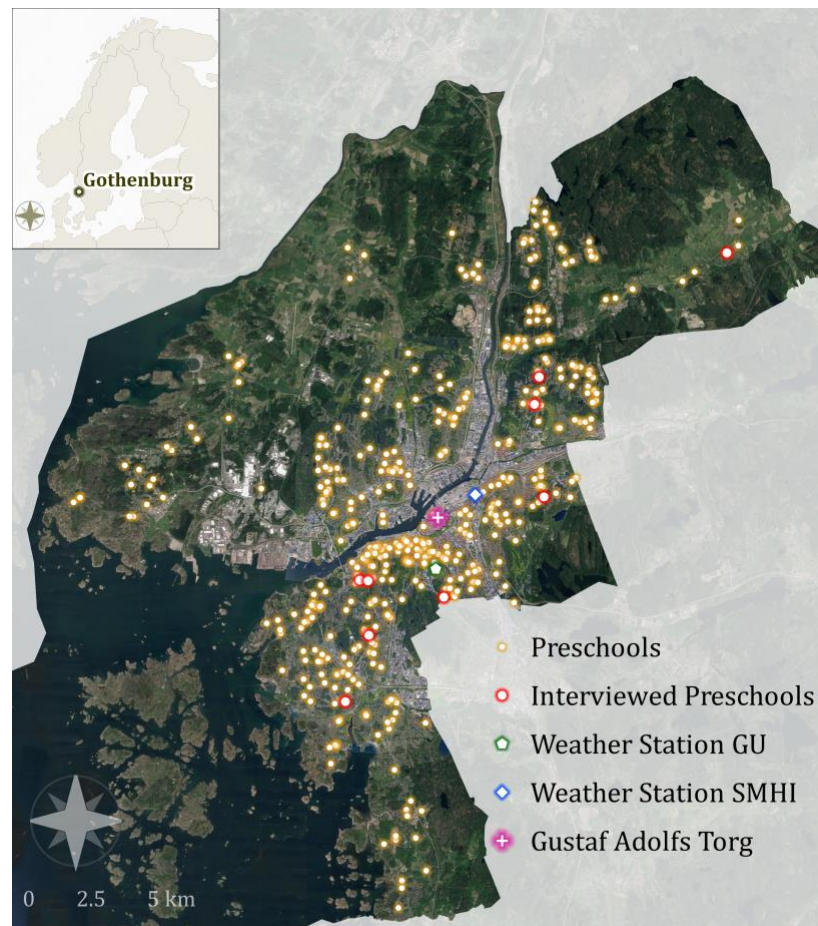 Gothenburg
Preschools
Interviewed Preschools
Weather Station GU
Weather Station SMHI
Gustaf Adolfs Torg
0 2.5 5 km